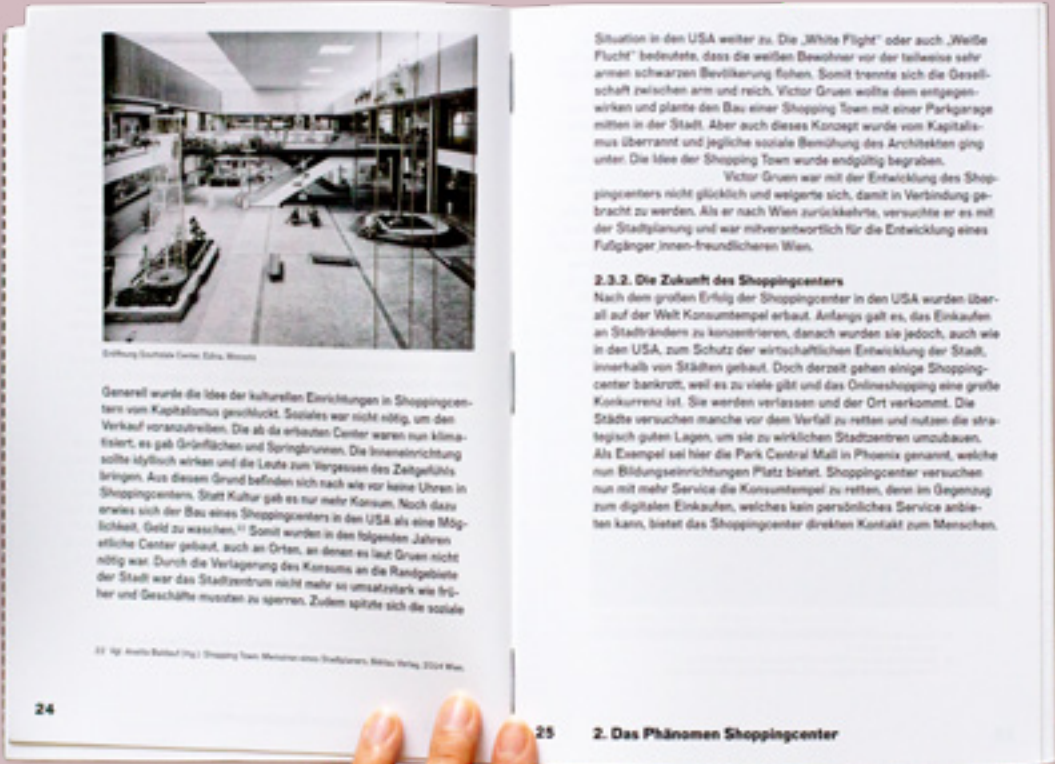 Eröffnung Southdale Center, Edina, Minnesota
Generell wurde die Idee der kulturellen Einrichtungen in Shoppingcen-
tern vom Kapitalismus geschluckt. Soziales war nicht nötig, um den
Verkauf voranzutreiben. Die ab da erbauten Center waren nun klima-
tisiert, es gab Grünflächen und Springbrunnen. Die Inneneinrichtung
sollte idyllisch wirken und die Leute zum Vergessen des Zeitgefühls
bringen. Aus diesem Grund befinden sich nach wie vor keine Uhren in
Shoppingcentern. Statt Kultur gab es nur mehr Konsum. Noch dazu
erwies sich der Bau eines Shoppingcenters in den USA als eine Mög-
lichkeit, Geld zu waschen. Somit wurden in den folgenden Jahren
etliche Center gebaut, auch an Orten, an denen es laut Gruen nicht
nötig war. Durch die Verlagerung des Konsums an die Randgebiete
der Stadt war das Stadtzentrum nicht mehr so umsatzstark wie frü-
her und Geschäfte mussten zu sperren. Zudem spitzte sich die soziale
Vgl. Anette Baldauf (Hg.): Shopping Town. Memoiren eines Stadtplaners, Böhlau Verlag, 2014 Wien.
24
Situation in den USA weiter zu. Die „White Flight“ oder auch „Weiße
Flucht“ bedeutete, dass die weißen Bewohner vor der teilweise sehr
armen schwarzen Bevölkerung flohen. Somit trennte sich die Gesell-
schaft zwischen arm und reich. Victor Gruen wollte dem entgegen-
wirken und plante den Bau einer Shopping Town mit einer Parkgarage
mitten in der Stadt. Aber auch dieses Konzept wurde vom Kapitalis-
mus überrannt und jegliche soziale Bemühung des Architekten ging
unter. Die Idee der Shopping Town wurde endgültig begraben.
Victor Gruen war mit der Entwicklung des Shop-
pingcenters nicht glücklich und weigerte sich, damit in Verbindung ge-
bracht zu werden. Als er nach Wien zurückkehrte, versuchte er es mit
der Stadtplanung und war mitverantwortlich für die Entwicklung eines
Fußgänger_innen-freundlicheren Wien.
2.3.2. Die Zukunft des Shoppingcenters
Nach dem großen Erfolg der Shoppingcenter in den USA wurden über-
all auf der Welt Konsumtempel erbaut. Anfangs galt es, das Einkaufen
an Stadträndern zu konzentrieren, danach wurden sie jedoch, auch wie
in den USA, zum Schutz der wirtschaftlichen Entwicklung der Stadt,
innerhalb von Städten gebaut. Doch derzeit gehen einige Shopping-
center bankrott, weil es zu viele gibt und das Onlineshopping eine große
Konkurrenz ist. Sie werden verlassen und der Ort verkommt. Die
Städte versuchen manche vor dem Verfall zu retten und nutzen die stra-
tegisch guten Lagen, um sie zu wirklichen Stadtzentren umzubauen.
Als Exempel sei hier die Park Central Mall in Phoenix genannt, welche
nun Bildungseinrichtungen Platz bietet. Shoppingcenter versuchen
nun mit mehr Service die Konsumtempel zu retten, denn im Gegenzug
zum digitalen Einkaufen, welches kein persönliches Service anbie-
ten kann, bietet das Shoppingcenter direkten Kontakt zum Menschen.
25
2. Das Phänomen Shoppingcenter